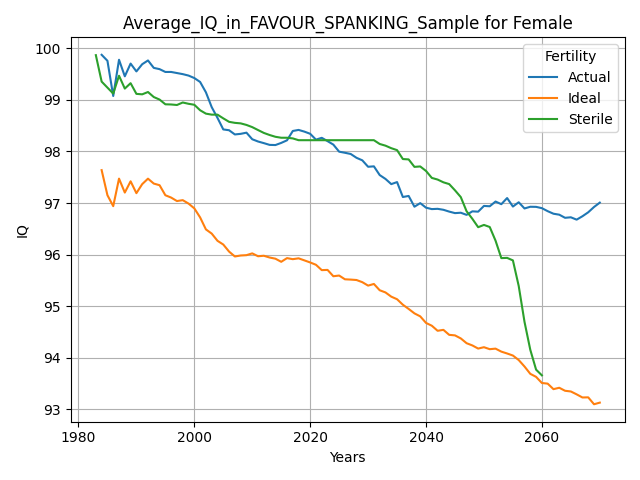 Average_IQ_in_FAVOUR_SPANKING_Sample for Female
Fertility
Actual
Ideal
Sterile
IQ
100
99
98
97
96
95
94
93
1980
2000
2020
2040
2060
Years